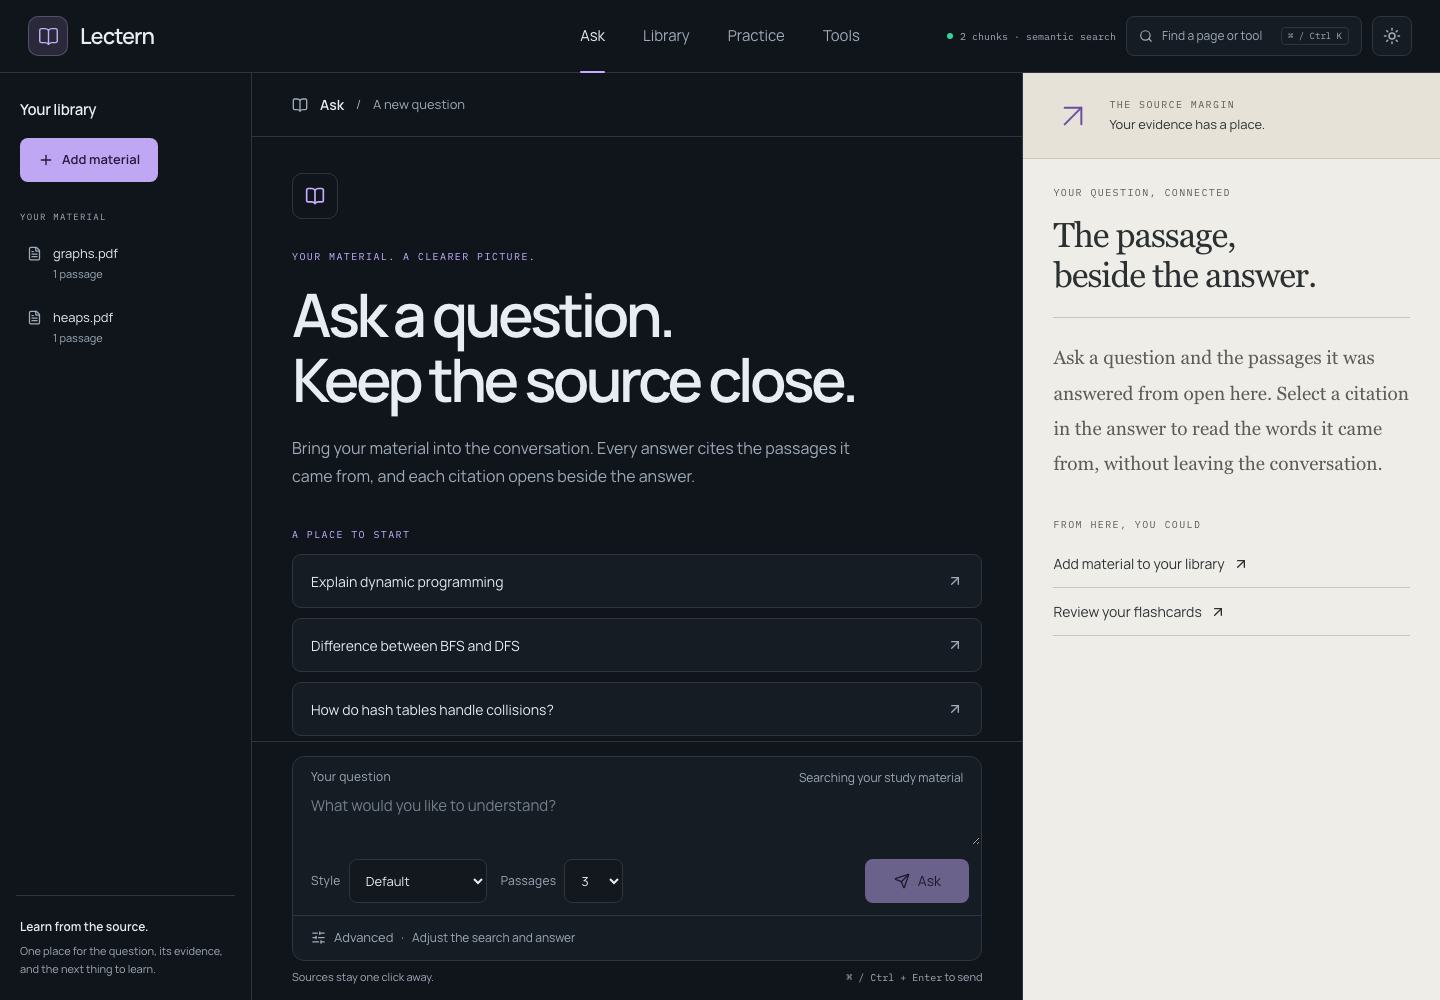 Lectern
Ask
Library
Practice
Tools
2 chunks · semantic search
Find a page or tool
⌘ / Ctrl K
Your library
Add material
YOUR MATERIAL
graphs.pdf
1 passage
heaps.pdf
1 passage
Learn from the source.
One place for the question, its evidence,
and the next thing to learn.
Ask / A new question
YOUR MATERIAL. A CLEARER PICTURE.
Ask a question.
Keep the source close.
Bring your material into the conversation. Every answer cites the passages it
came from, and each citation opens beside the answer.
A PLACE TO START
Explain dynamic programming
Difference between BFS and DFS
How do hash tables handle collisions?
Your question
Searching your study material
What would you like to understand?
Style
Default
Passages
3
Ask
Advanced · Adjust the search and answer
Sources stay one click away.
⌘ / Ctrl + Enter to send
THE SOURCE MARGIN
Your evidence has a place.
YOUR QUESTION, CONNECTED
The passage,
beside the answer.
Ask a question and the passages it was
answered from open here. Select a citation
in the answer to read the words it came
from, without leaving the conversation.
FROM HERE, YOU COULD
Add material to your library
Review your flashcards